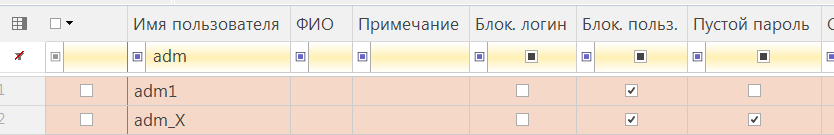 Имя пользователя ФИО Примечание Блок. логин Блок. польз. Пустой пароль
adm
1 adm1
2 adm_X